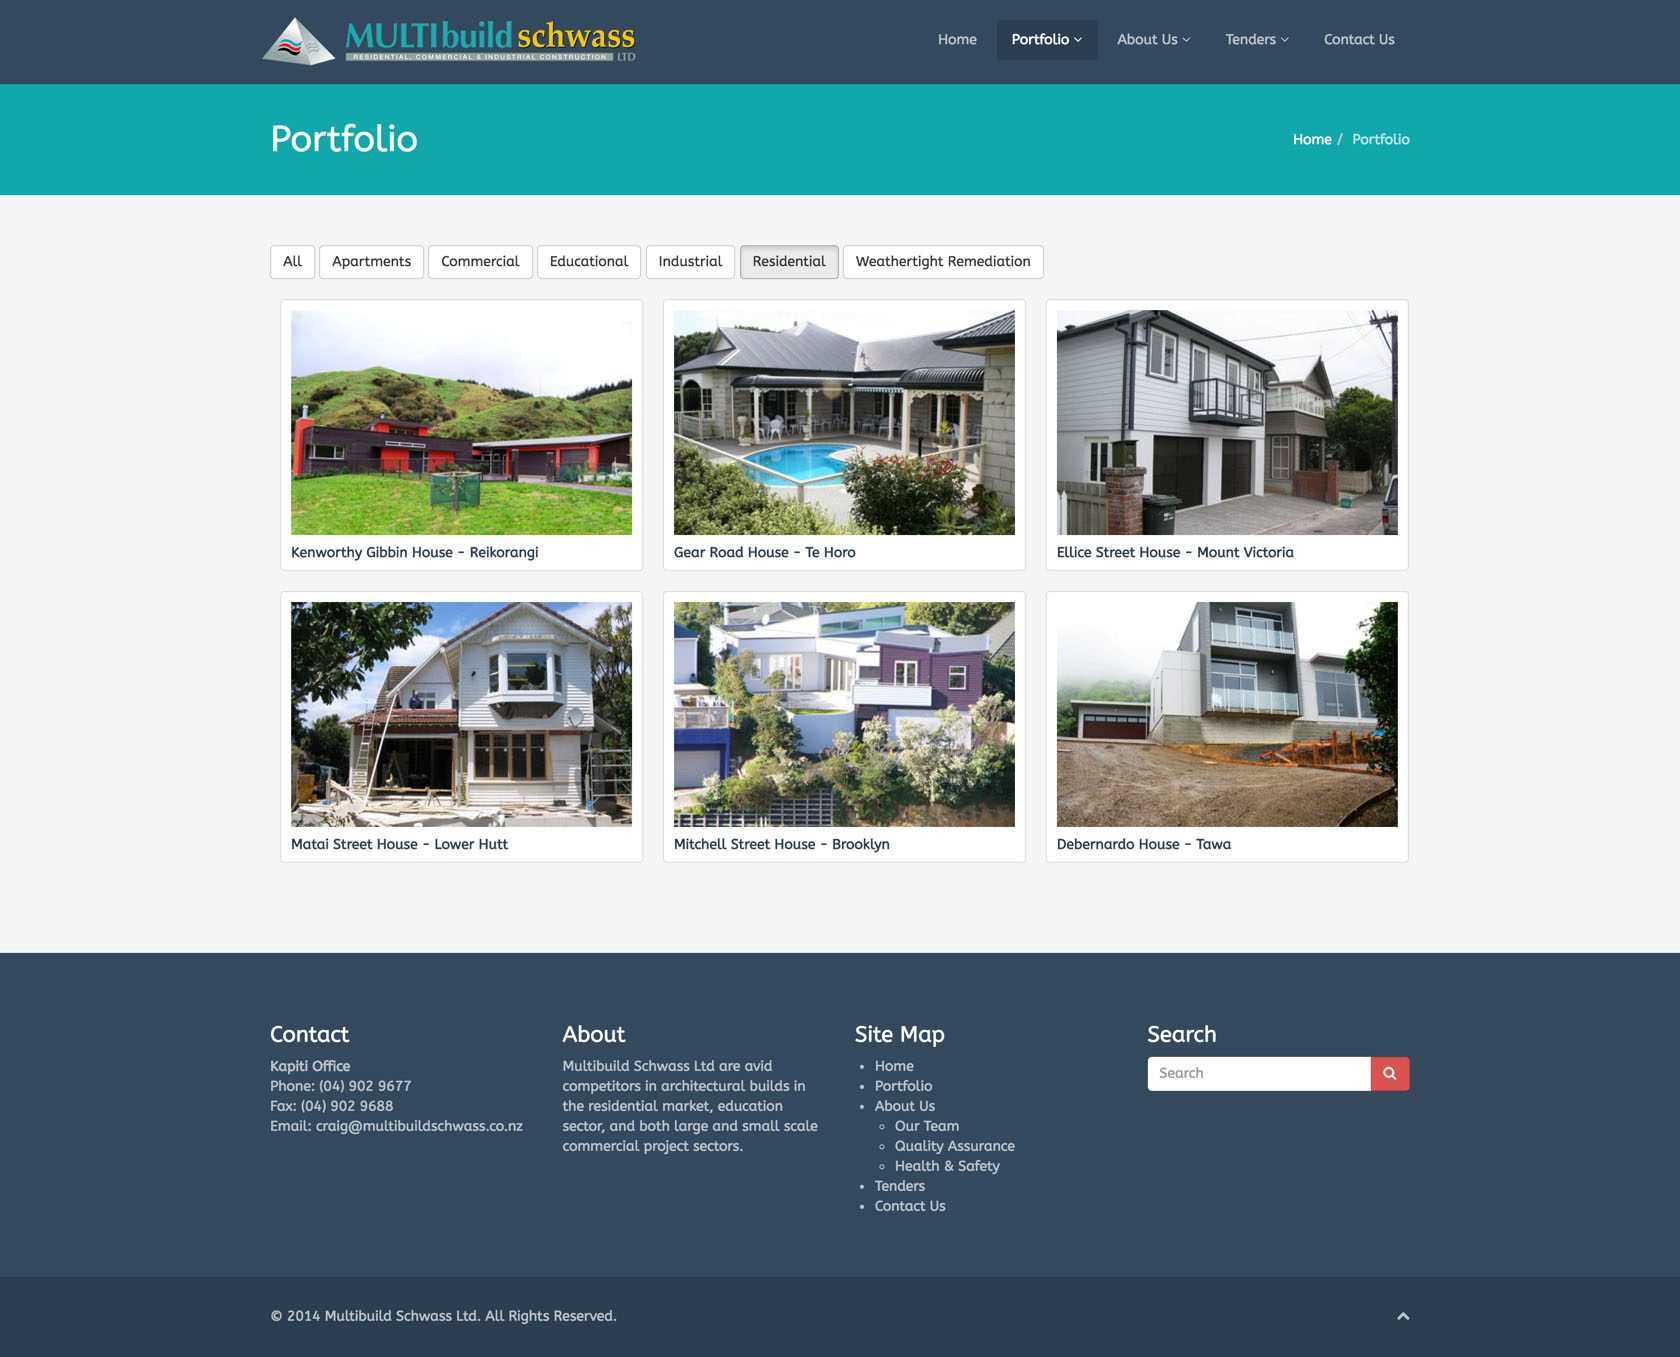 MULTIbuild schwass
RESIDENTIAL, COMMERCIAL & INDUSTRIAL CONSTRUCTION LTD
Home
Portfolio
About Us
Tenders
Contact Us
Portfolio
Home / Portfolio
All
Apartments
Commercial
Educational
Industrial
Residential
Weathertight Remediation
Kenworthy Gibbin House - Reikorangi
Gear Road House - Te Horo
Ellice Street House - Mount Victoria
Matai Street House - Lower Hutt
Mitchell Street House - Brooklyn
Debernardo House - Tawa
Contact
Kapiti Office
Phone: (04) 902 9677
Fax: (04) 902 9688
Email: craig@multibuildschwass.co.nz
About
Multibuild Schwass Ltd are avid
competitors in architectural builds in
the residential market, education
sector, and both large and small scale
commercial project sectors.
Site Map
• Home
• Portfolio
• About Us
◦ Our Team
◦ Quality Assurance
◦ Health & Safety
• Tenders
• Contact Us
Search
Search
© 2014 Multibuild Schwass Ltd. All Rights Reserved.